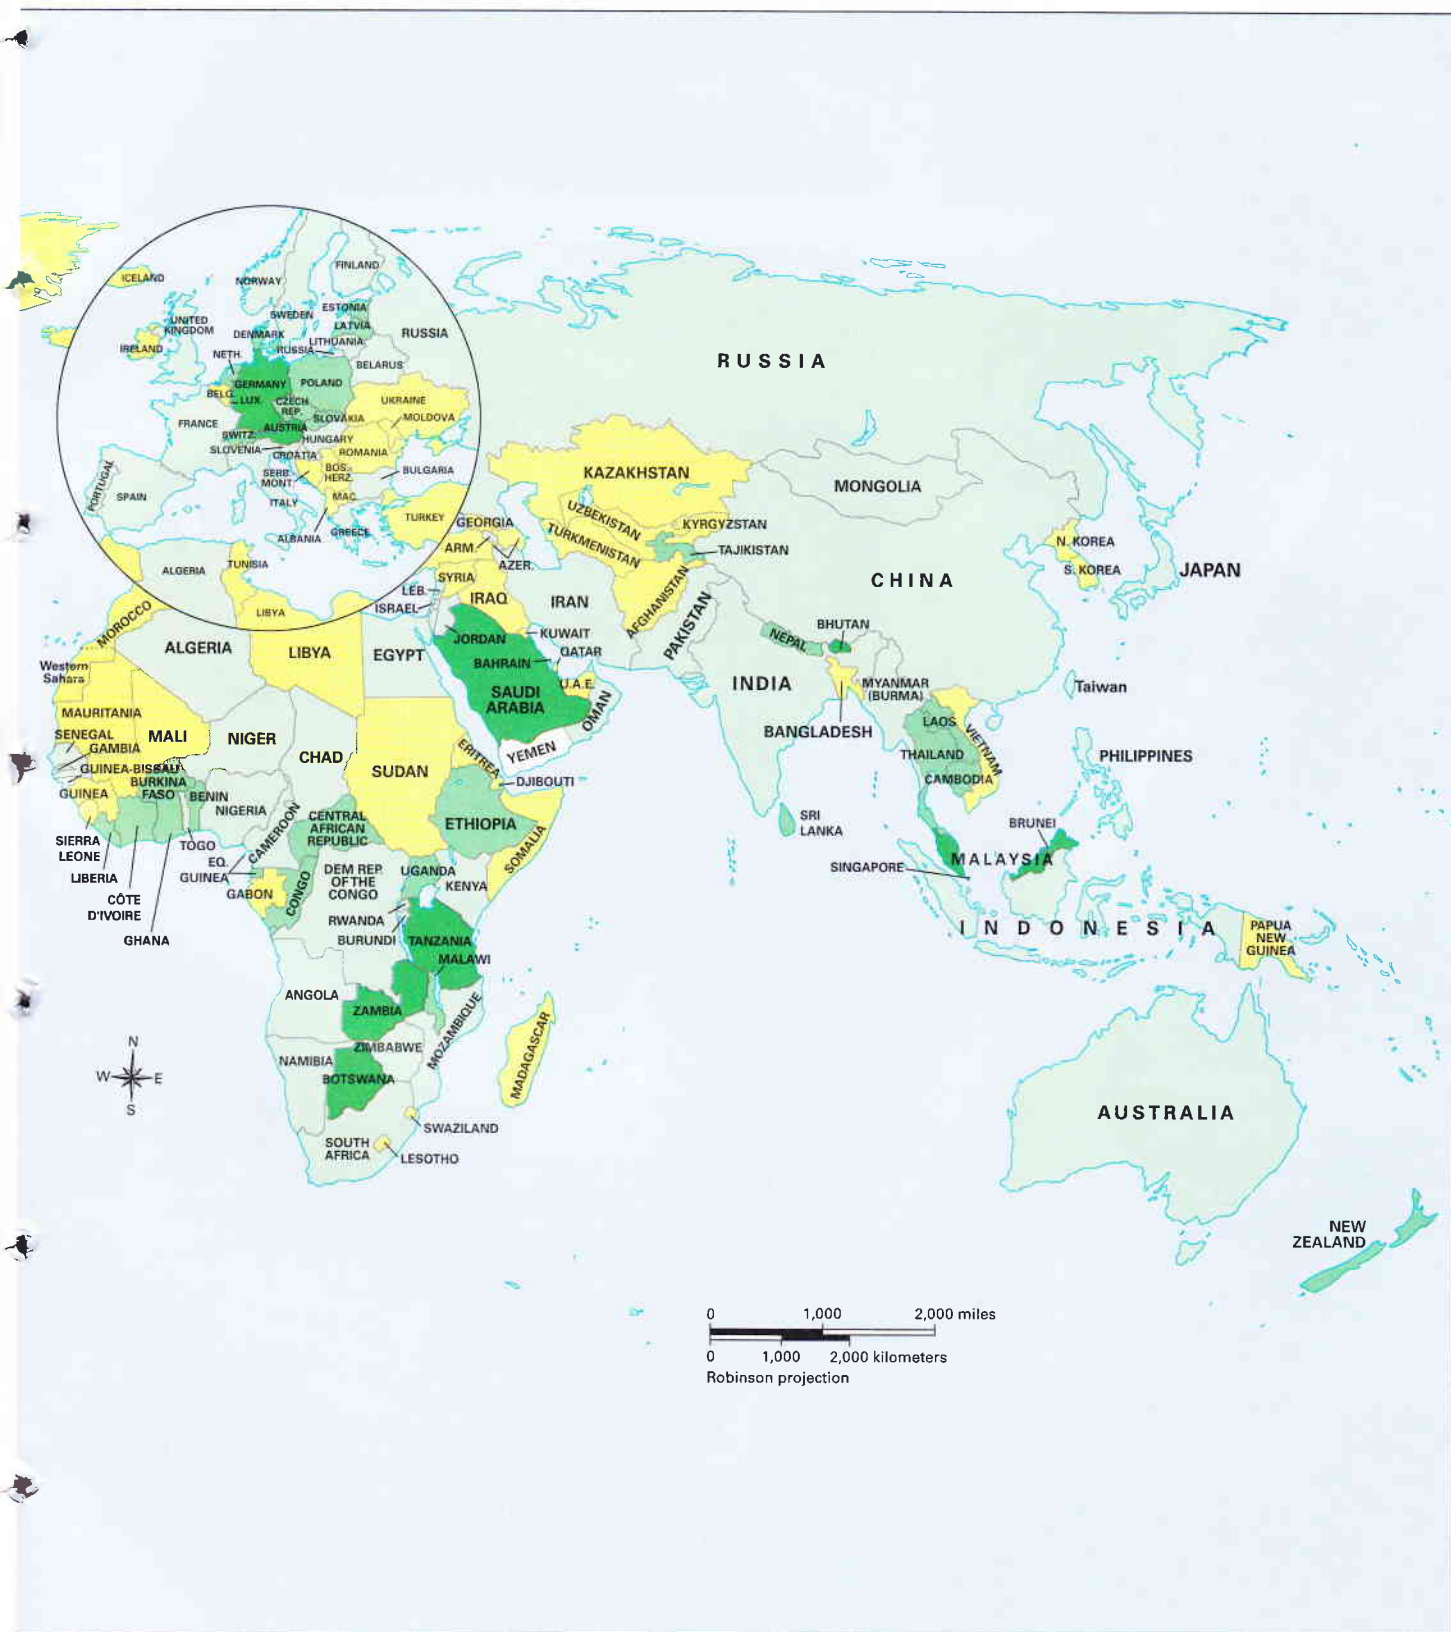 ICELAND
NORWAY
FINLAND
SWEDEN
ESTONIA
LATVIA
LITHUANIA
RUSSIA
UNITED
KINGDOM
DENMARK
IRELAND
NETH.
RUSSIA
BELARUS
GERMANY
POLAND
BELG.
LUX.
CZECH
REP.
UKRAINE
SLOVAKIA
MOLDOVA
FRANCE
SWITZ.
AUSTRIA
HUNGARY
SLOVENIA
CROATIA
ROMANIA
SERB.
MONT.
BOS.-
HERZ.
BULGARIA
PORTUGAL
SPAIN
ITALY
MAC.
ALBANIA
GREECE
TURKEY
ALGERIA
TUNISIA
LIBYA
RUSSIA
KAZAKHSTAN
MONGOLIA
UZBEKISTAN
KYRGYZSTAN
TURKMENISTAN
TAJIKISTAN
GEORGIA
ARM.
AZER.
N. KOREA
S. KOREA
JAPAN
CHINA
SYRIA
LEB.
ISRAEL
IRAQ
IRAN
AFGHANISTAN
PAKISTAN
MOROCCO
ALGERIA
LIBYA
EGYPT
JORDAN
KUWAIT
BAHRAIN
QATAR
U.A.E.
SAUDI
ARABIA
OMAN
YEMEN
NEPAL
BHUTAN
INDIA
BANGLADESH
MYANMAR
(BURMA)
Taiwan
LAOS
THAILAND
VIETNAM
CAMBODIA
PHILIPPINES
Western
Sahara
MAURITANIA
SENEGAL
GAMBIA
GUINEA-BISSAU
GUINEA
MALI
BURKINA
FASO
NIGER
CHAD
SUDAN
ERITREA
DJIBOUTI
BENIN
NIGERIA
CAMEROON
CENTRAL
AFRICAN
REPUBLIC
ETHIOPIA
SOMALIA
SRI
LANKA
BRUNEI
MALAYSIA
SINGAPORE
SIERRA
LEONE
LIBERIA
CÔTE
D'IVOIRE
GHANA
TOGO
EQ.
GUINEA
GABON
CONGO
DEM REP.
OF THE
CONGO
UGANDA
KENYA
RWANDA
BURUNDI
TANZANIA
MALAWI
INDONESIA
PAPUA
NEW
GUINEA
ANGOLA
ZAMBIA
MOZAMBIQUE
ZIMBABWE
NAMIBIA
BOTSWANA
MADAGASCAR
SWAZILAND
SOUTH
AFRICA
LESOTHO
AUSTRALIA
NEW
ZEALAND
N
W
E
S
0 1,000 2,000 miles
0 1,000 2,000 kilometers
Robinson projection